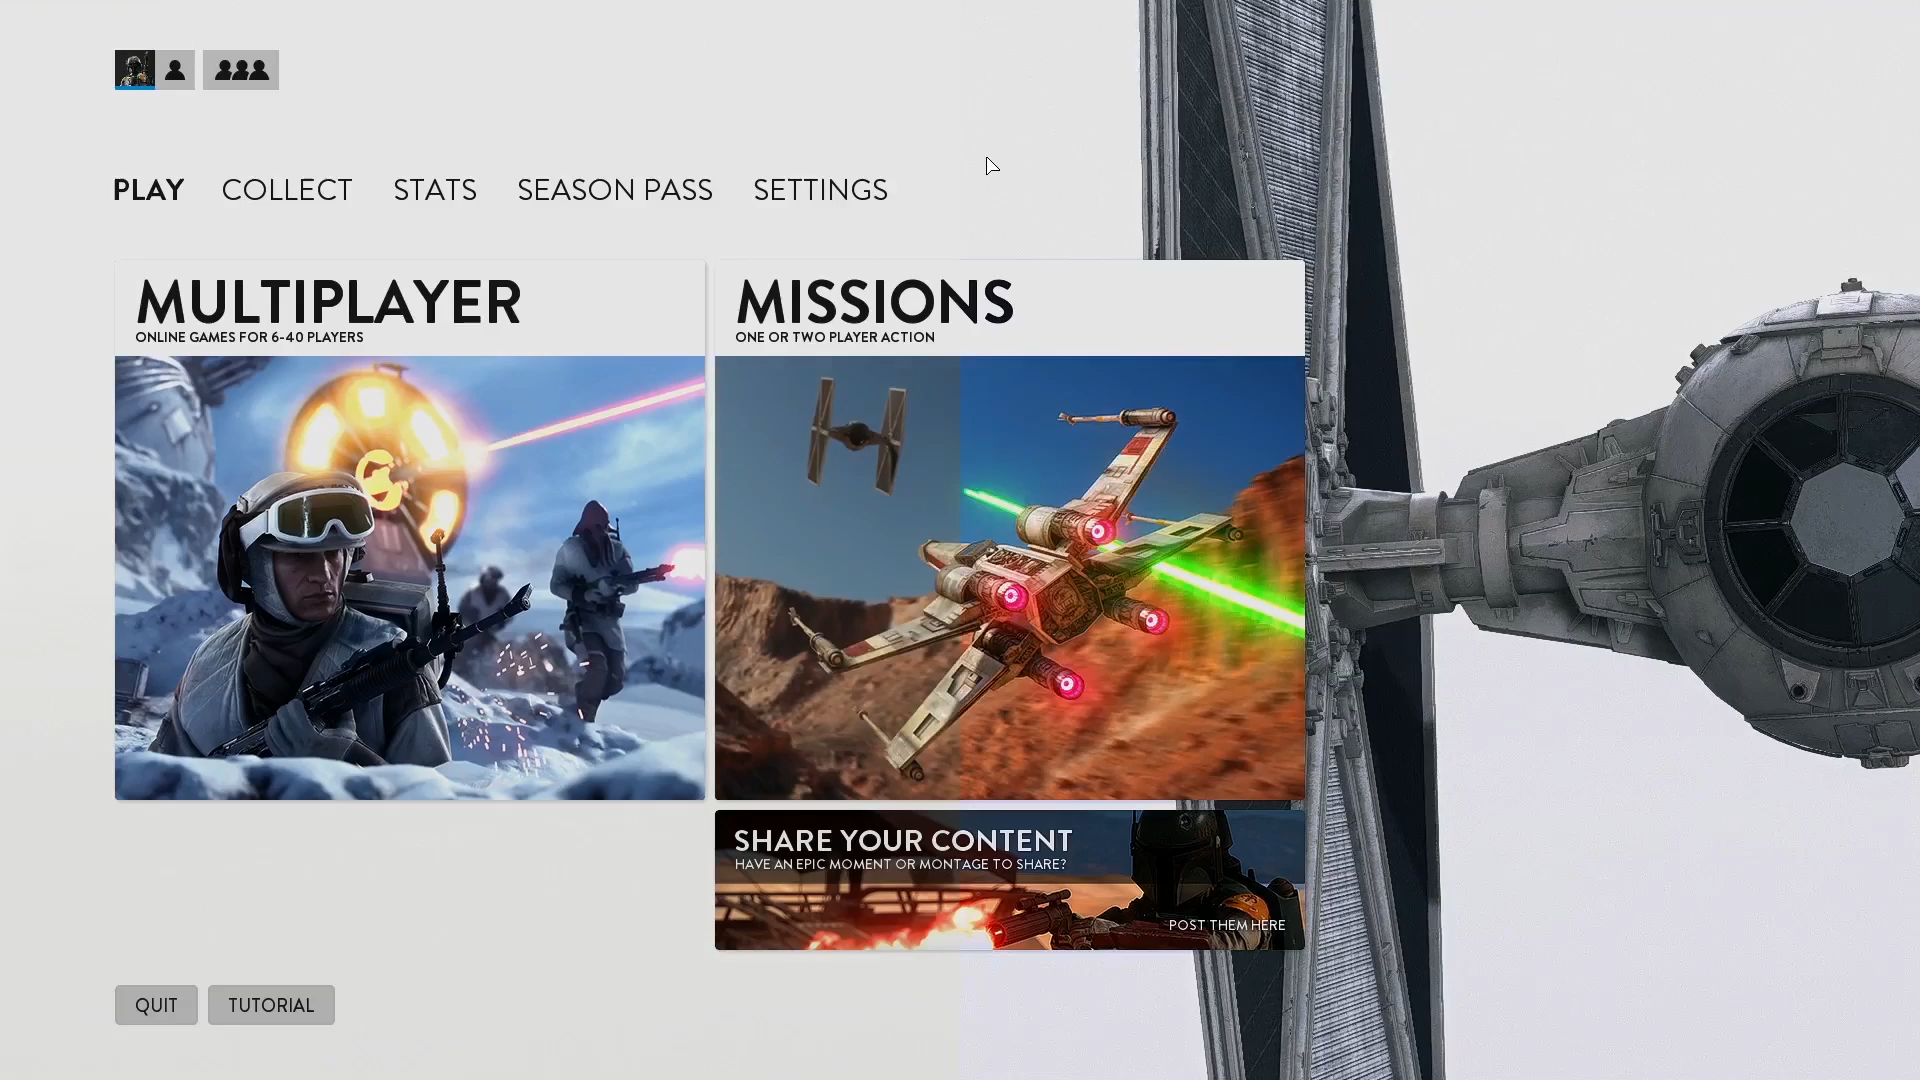 PLAY COLLECT STATS SEASON PASS SETTINGS
MULTIPLAYER
ONLINE GAMES FOR 6-40 PLAYERS
MISSIONS
ONE OR TWO PLAYER ACTION
SHARE YOUR CONTENT
HAVE AN EPIC MOMENT OR MONTAGE TO SHARE?
POST THEM HERE
QUIT TUTORIAL